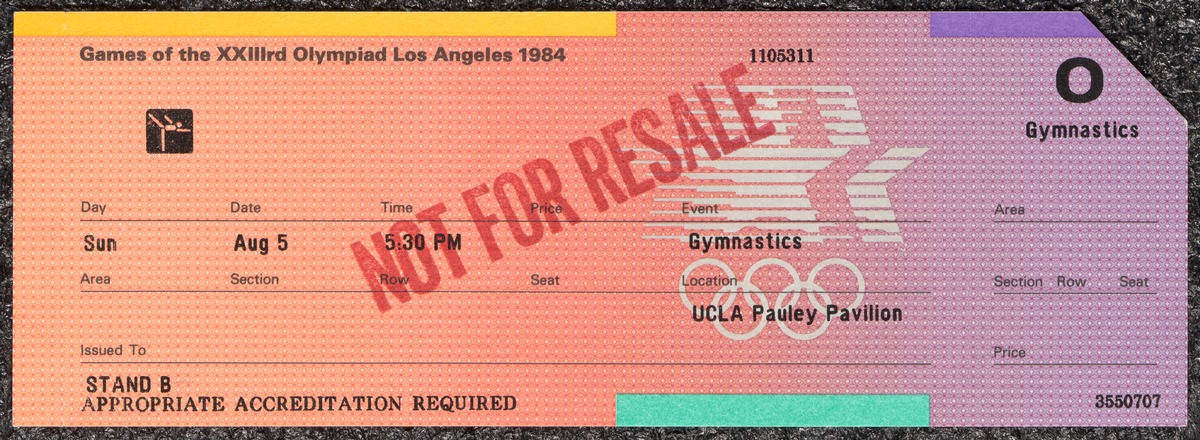 Games of the XXIIIrd Olympiad Los Angeles 1984
1105311
O
Gymnastics
NOT FOR RESALE
Day Date Time Price Event
Sun Aug 5 5:30 PM Gymnastics
Area Section Row Seat Location
UCLA Pauley Pavilion
Issued To
STAND B
APPROPRIATE ACCREDITATION REQUIRED
Area
Section Row Seat
Price
3550707